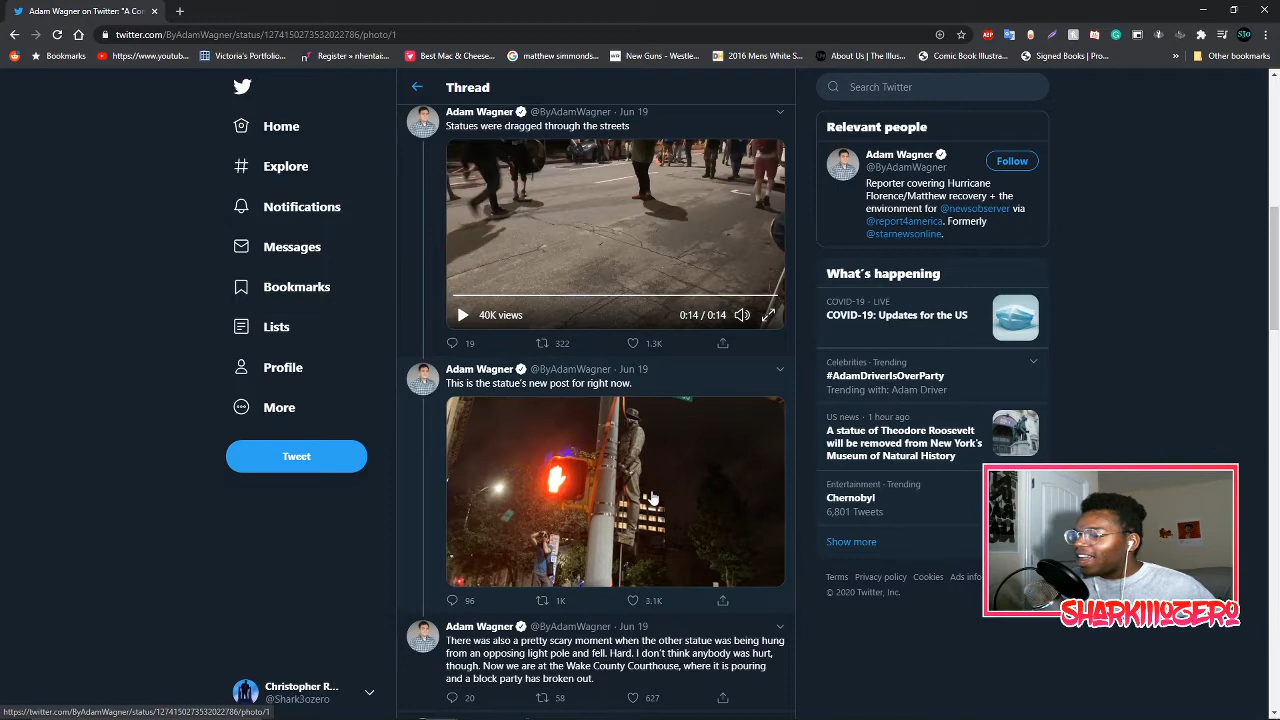 Adam Wagner on Twitter: "A Cor
twitter.com/ByAdamWagner/status/1274150273532022786/photo/1
Bookmarks
https://www.youtub...
Victoria's Portfolio...
Register » nhentai...
Best Mac & Cheese...
matthew simmonds...
New Guns - Westle...
2016 Mens White S...
About Us | The Illus...
Comic Book Graphi...
Signed Books | Pro...
»
Other bookmarks
Home
Explore
Notifications
Messages
Bookmarks
Lists
Profile
More
Tweet
Christopher R...
@Shark3ozero
https://twitter.com/ByAdamWagner/status/1274150273532022786/photo/1
Thread
Adam Wagner @ByAdamWagner · Jun 19
Statues were dragged through the streets
40K views
0:14 / 0:14
19 322 1.3K
Adam Wagner @ByAdamWagner · Jun 19
This is the statue's new post for right now.
96 1K 3.1K
Adam Wagner @ByAdamWagner · Jun 19
There was also a pretty scary moment when the other statue was being hung
from an opposing light pole and fell. Hard. I don't think anybody was hurt,
though. Now we are at the Wake County Courthouse, where it is pouring
and a block party has broken out.
20 58 627
Search Twitter
Relevant people
Adam Wagner
@ByAdamWagner
Follow
Reporter covering Hurricane
Florence/Matthew recovery + the
environment for @newsobserver via
@report4america. Formerly
@starnewsonline.
What's happening
COVID-19 · LIVE
COVID-19: Updates for the US
Celebrities · Trending
#AdamDriverIsOverParty
Trending with: Adam Driver
US news · 1 hour ago
A statue of Theodore Roosevelt
will be removed from New York's
Museum of Natural History
Entertainment · Trending
Chernobyl
6,801 Tweets
Show more
Terms Privacy policy Cookies Ads info
© 2020 Twitter, Inc.
SHARKIIIOZERO